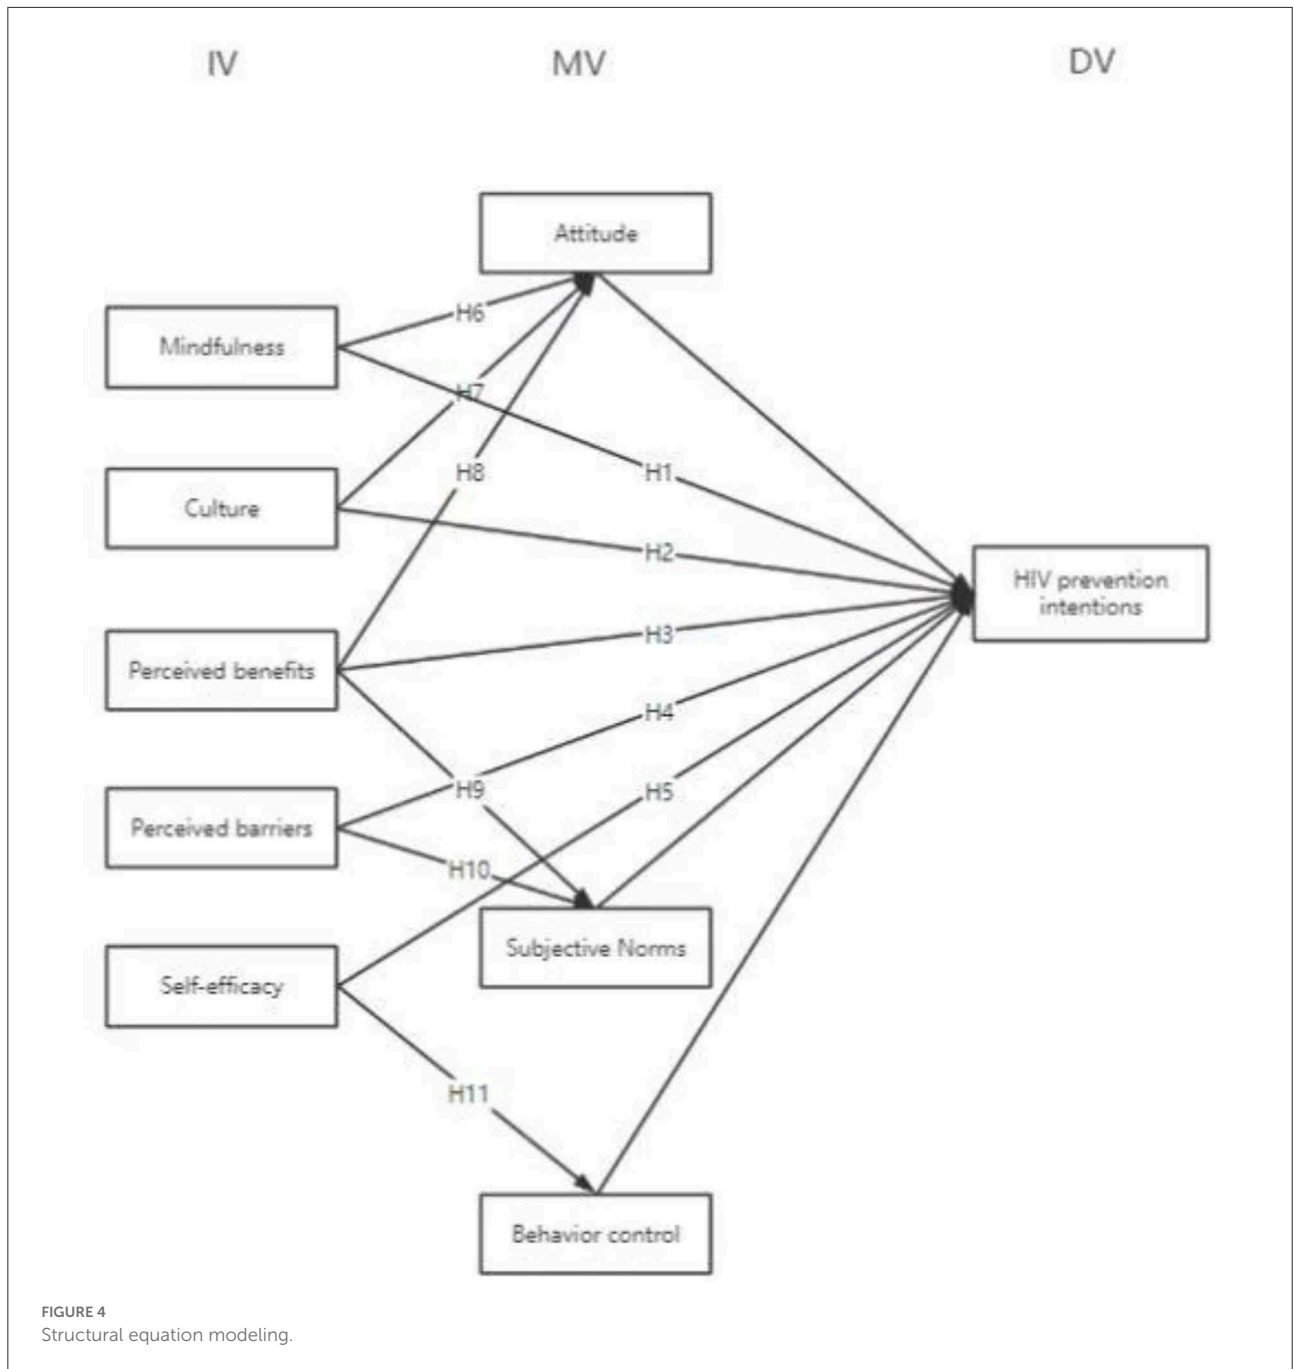 IV
MV
DV
Attitude
H6
Mindfulness
H7
H8
H1
Culture
H2
HIV prevention
intentions
H3
Perceived benefits
H4
H9
H5
Perceived barriers
H10
Subjective Norms
Self-efficacy
H11
Behavior control
FIGURE 4
Structural equation modeling.